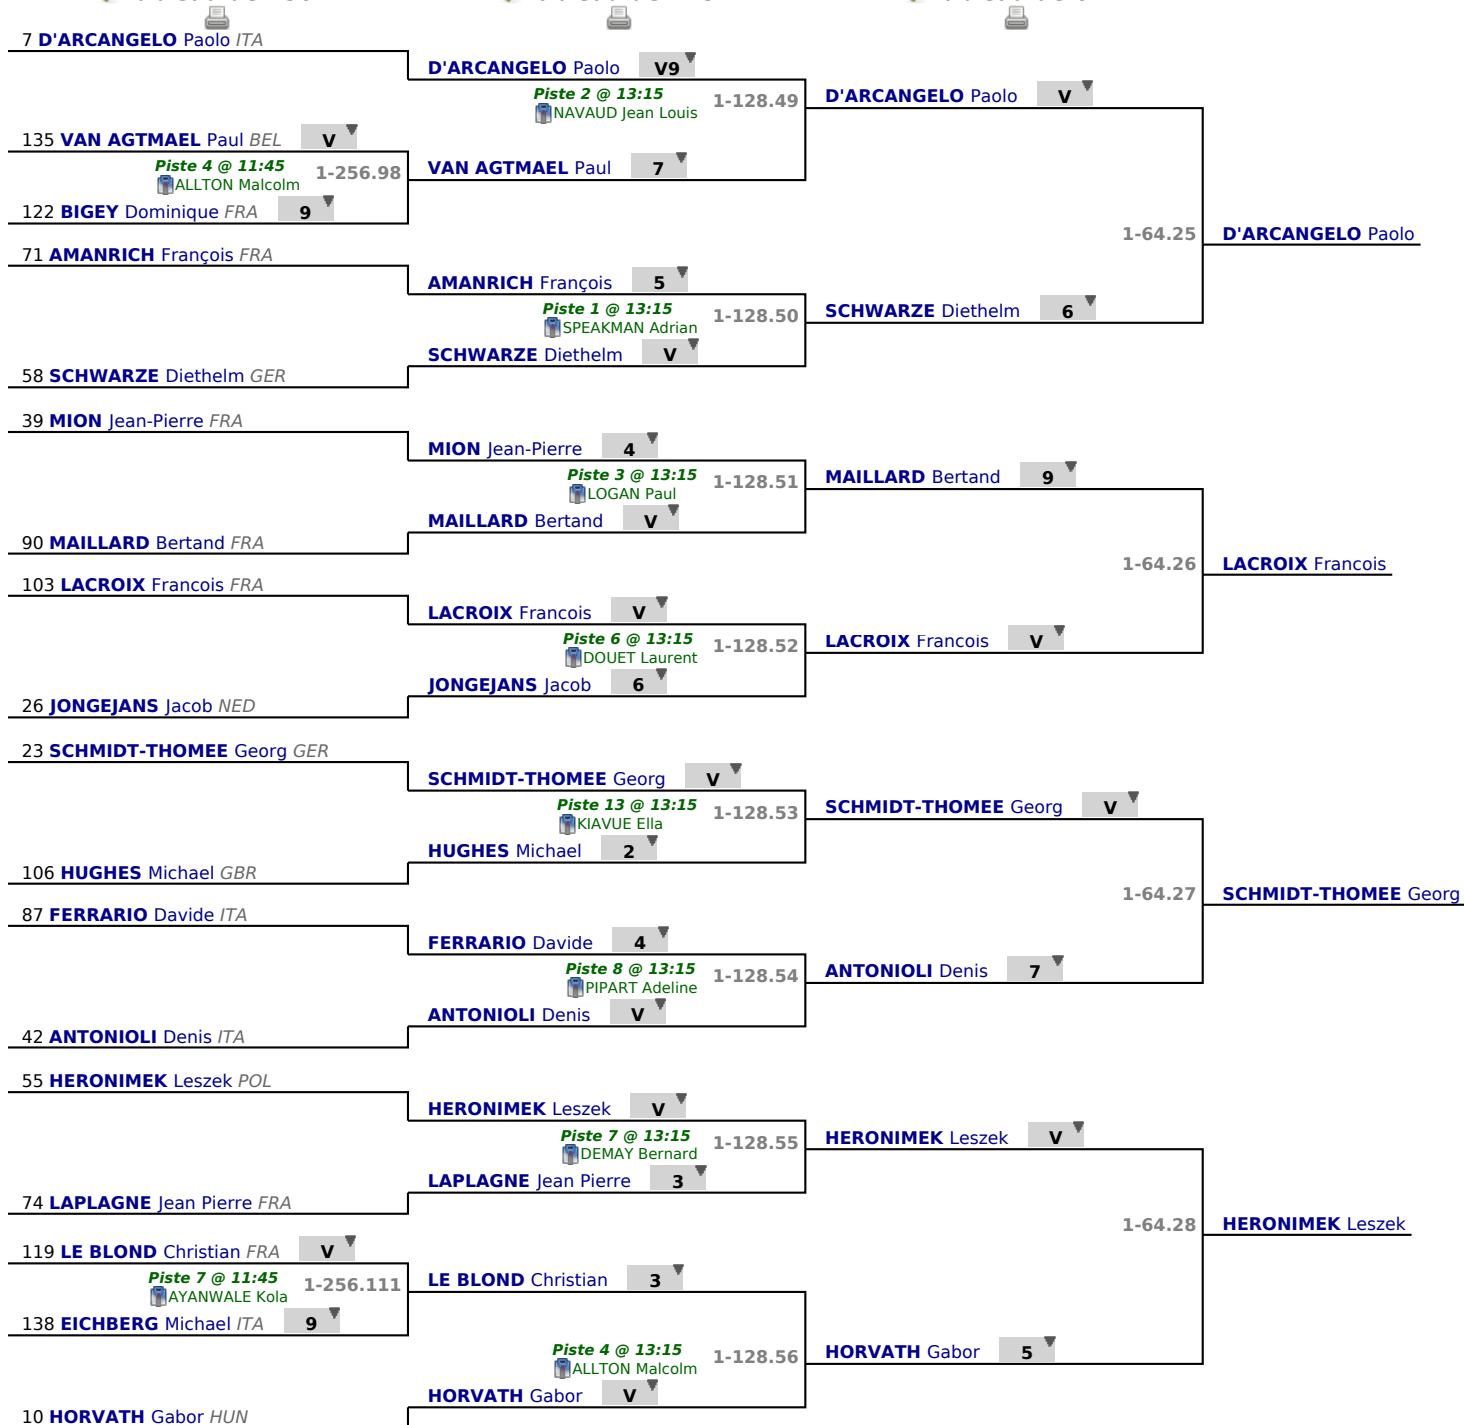 7 D'ARCANGELO Paolo ITA
D'ARCANGELO Paolo V9
Piste 2 @ 13:15
NAVAUD Jean Louis
1-128.49
D'ARCANGELO Paolo V
135 VAN AGTMAEL Paul BEL V
Piste 4 @ 11:45
ALLTON Malcolm
1-256.98
VAN AGTMAEL Paul 7
122 BIGEY Dominique FRA 9
1-64.25
D'ARCANGELO Paolo
71 AMANRICH François FRA
AMANRICH François 5
Piste 1 @ 13:15
SPEAKMAN Adrian
1-128.50
SCHWARZE Diethelm 6
SCHWARZE Diethelm V
58 SCHWARZE Diethelm GER
39 MION Jean-Pierre FRA
MION Jean-Pierre 4
Piste 3 @ 13:15
LOGAN Paul
1-128.51
MAILLARD Bertand 9
MAILLARD Bertand V
90 MAILLARD Bertand FRA
1-64.26
LACROIX Francois
103 LACROIX Francois FRA
LACROIX Francois V
Piste 6 @ 13:15
DOUET Laurent
1-128.52
LACROIX Francois V
JONGEJANS Jacob 6
26 JONGEJANS Jacob NED
23 SCHMIDT-THOMEE Georg GER
SCHMIDT-THOMEE Georg V
Piste 13 @ 13:15
KIAVUE Ella
1-128.53
SCHMIDT-THOMEE Georg V
HUGHES Michael 2
106 HUGHES Michael GBR
1-64.27
SCHMIDT-THOMEE Georg
87 FERRARIO Davide ITA
FERRARIO Davide 4
Piste 8 @ 13:15
PIPART Adeline
1-128.54
ANTONIOLI Denis 7
ANTONIOLI Denis V
42 ANTONIOLI Denis ITA
55 HERONIMEK Leszek POL
HERONIMEK Leszek V
Piste 7 @ 13:15
DEMAY Bernard
1-128.55
HERONIMEK Leszek V
LAPLAGNE Jean Pierre 3
74 LAPLAGNE Jean Pierre FRA
1-64.28
HERONIMEK Leszek
119 LE BLOND Christian FRA V
Piste 7 @ 11:45
AYANWALE Kola
1-256.111
LE BLOND Christian 3
138 EICHBERG Michael ITA 9
Piste 4 @ 13:15
ALLTON Malcolm
1-128.56
HORVATH Gabor 5
HORVATH Gabor V
10 HORVATH Gabor HUN